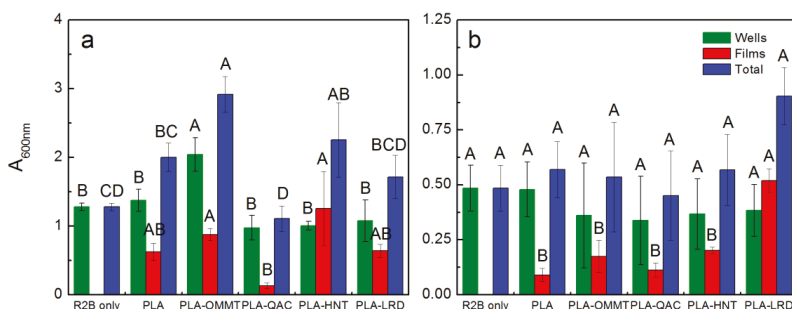 a
b
Wells
Films
Total
A600nm
4
3
2
1
0
1.25
1.00
0.75
0.50
0.25
0.00
B CD B AB BC A A A B B D B A AB B AB BCD
A A A B A A B A A B A A B A A A A
R2B only PLA PLA-OMMT PLA-QAC PLA-HNT PLA-LRD
R2B only PLA PLA-OMMT PLA-QAC PLA-HNT PLA-LRD